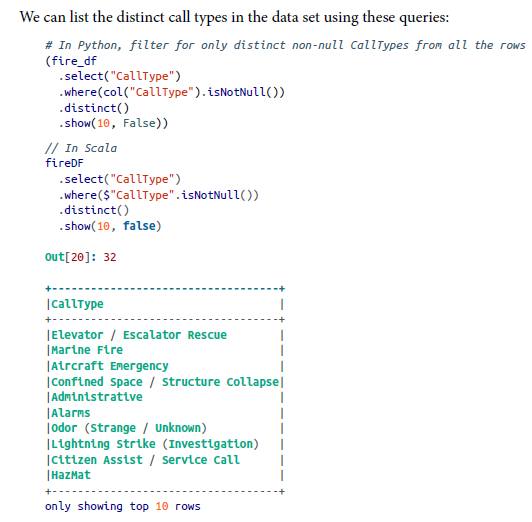 We can list the distinct call types in the data set using these queries:
# In Python, filter for only distinct non-null CallTypes from all the rows
(fire_df
  .select("CallType")
  .where(col("CallType").isNotNull())
  .distinct()
  .show(10, False))
// In Scala
fireDF
  .select("CallType")
  .where($"CallType".isNotNull())
  .distinct()
  .show(10, false)
Out[20]: 32
+-----------------------------------+
|CallType                           |
+-----------------------------------+
|Elevator / Escalator Rescue        |
|Marine Fire                        |
|Aircraft Emergency                 |
|Confined Space / Structure Collapse|
|Administrative                     |
|Alarms                             |
|Odor (Strange / Unknown)           |
|Lightning Strike (Investigation)   |
|Citizen Assist / Service Call      |
|HazMat                             |
+-----------------------------------+
only showing top 10 rows